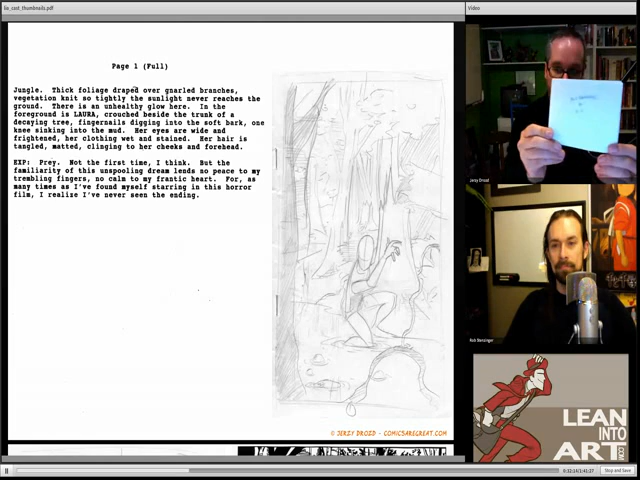 lia_cast_thumbnails.pdf
Video
Page 1 (Full)
Jungle. Thick foliage draped over gnarled branches,
vegetation knit so tightly the sunlight never reaches the
ground. There is an unhealthy glow here. In the
foreground is LAURA, crouched beside the trunk of a
decaying tree, fingernails digging into the soft bark, one
knee sinking into the mud. Her eyes are wide and
frightened, her clothing wet and stained. Her hair is
tangled, matted, clinging to her cheeks and forehead.
EXP: Prey. Not the first time, I think. But the
familiarity of this unspooling dream lends no peace to my
trembling fingers, no calm to my frantic heart. For, as
many times as I've found myself starring in this horror
film, I realize I've never seen the ending.
© JERZY DROZD - COMICSAREGREAT.COM
Jerzy Drozd
Rob Stenzinger
LEAN
INTO
ART
.COM
Stop and Save